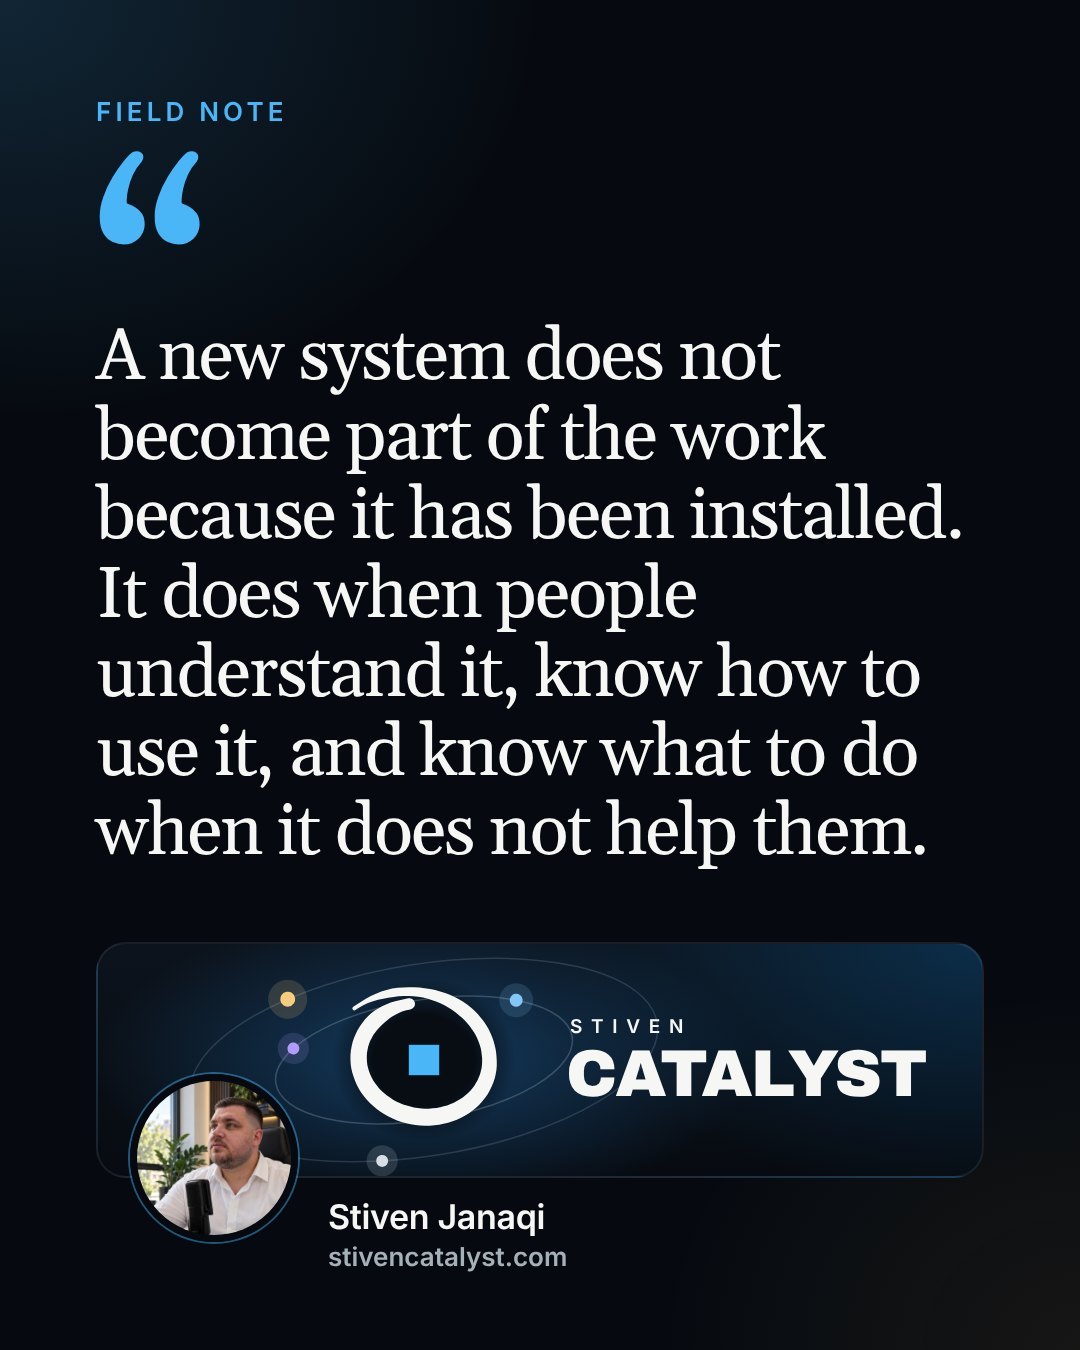 FIELD NOTE
“
A new system does not
become part of the work
because it has been installed.
It does when people
understand it, know how to
use it, and know what to do
when it does not help them.
STIVEN
CATALYST
Stiven Janaqi
stivencatalyst.com